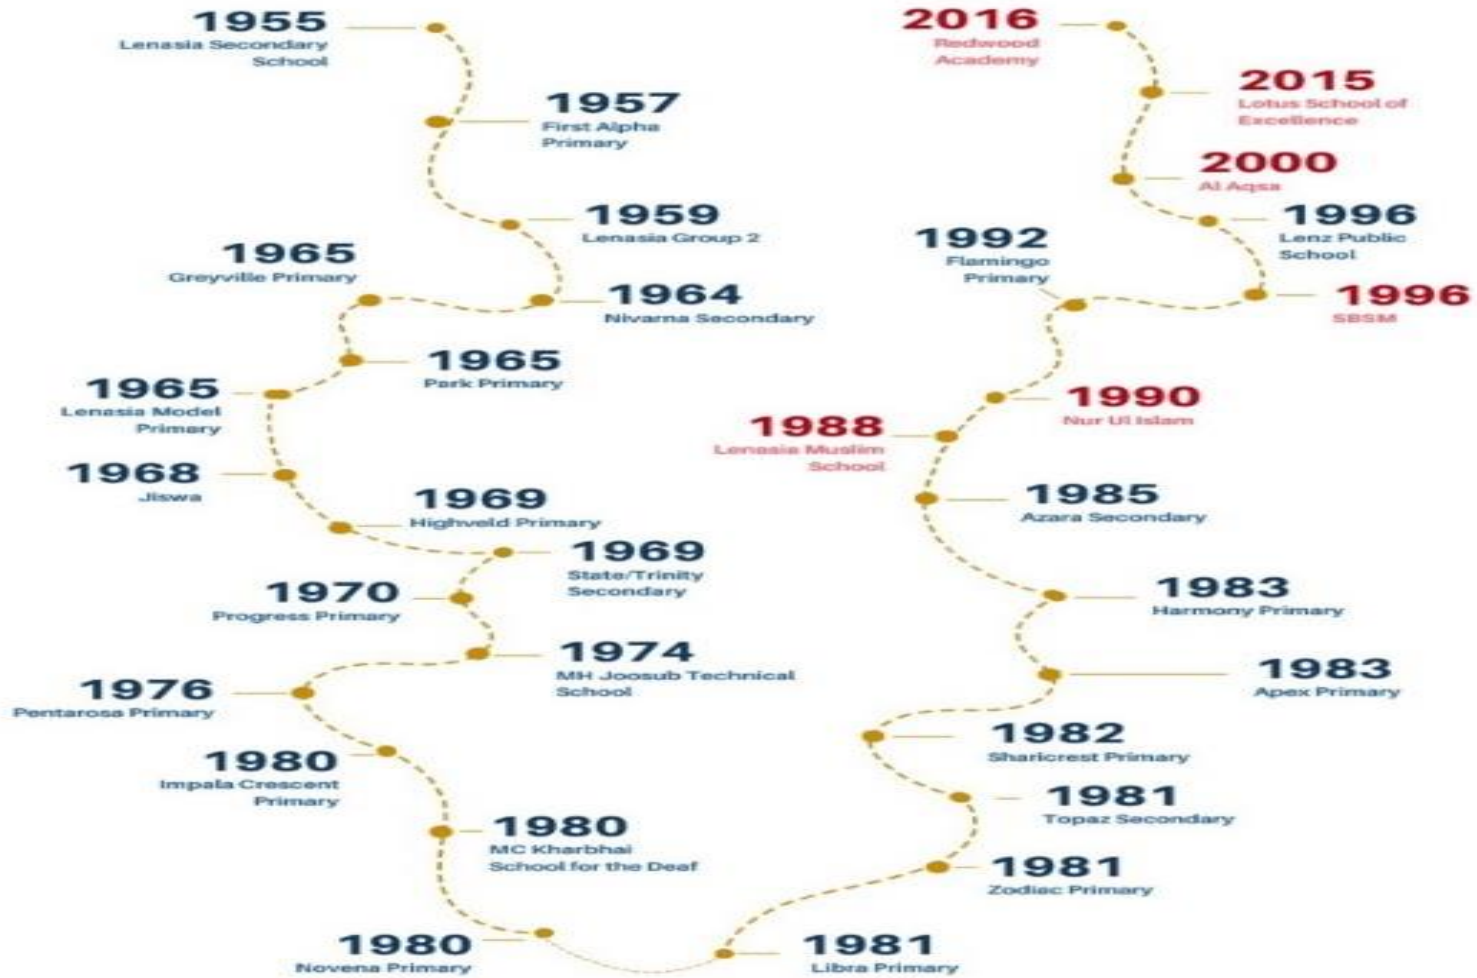 1955
Lenasia Secondary
School
1957
First Alpha
Primary
1959
Lenasia Group 2
1964
Nivarna Secondary
1965
Greyville Primary
1965
Park Primary
1965
Lenasia Model
Primary
1968
Jiswa
1969
Highveld Primary
1969
State/Trinity
Secondary
1970
Progress Primary
1974
MH Joosub Technical
School
1976
Pentarosa Primary
1980
Impala Crescent
Primary
1980
MC Kharbhai
School for the Deaf
1980
Novena Primary
1981
Libra Primary
1981
Zodiac Primary
1981
Topaz Secondary
1982
Sharicrest Primary
1983
Apex Primary
1983
Harmony Primary
1985
Azara Secondary
1988
Lenasia Muslim
School
1990
Nur Ul Islam
1992
Flamingo
Primary
1996
SBSM
1996
Lenz Public
School
2000
Al Aqsa
2015
Lotus School of
Excellence
2016
Redwood
Academy